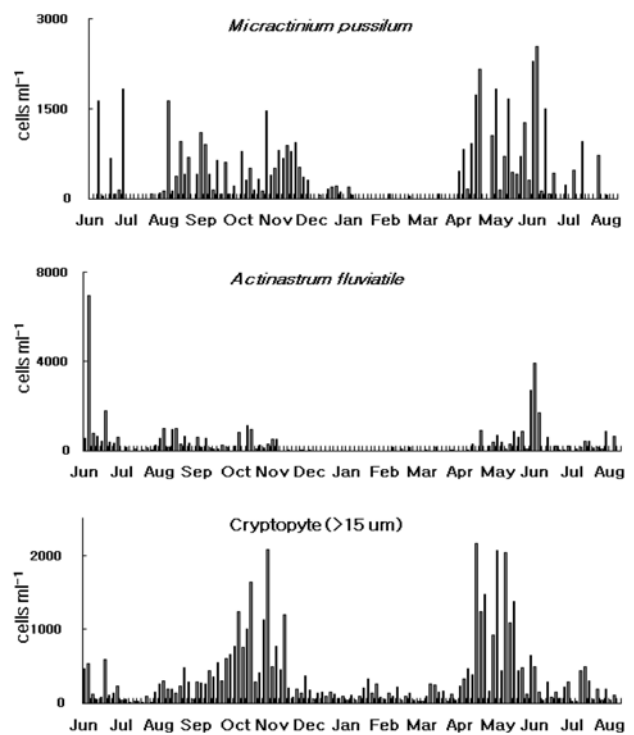 Micractinium pussilum
3000
1500
0
cells ml⁻¹
Jun Jul Aug Sep Oct Nov Dec Jan Feb Mar Apr May Jun Jul Aug
Actinastrum fluviatile
8000
4000
0
cells ml⁻¹
Jun Jul Aug Sep Oct Nov Dec Jan Feb Mar Apr May Jun Jul Aug
Cryptopyte (>15 um)
2000
1000
0
cells ml⁻¹
Jun Jul Aug Sep Oct Nov Dec Jan Feb Mar Apr May Jun Jul Aug